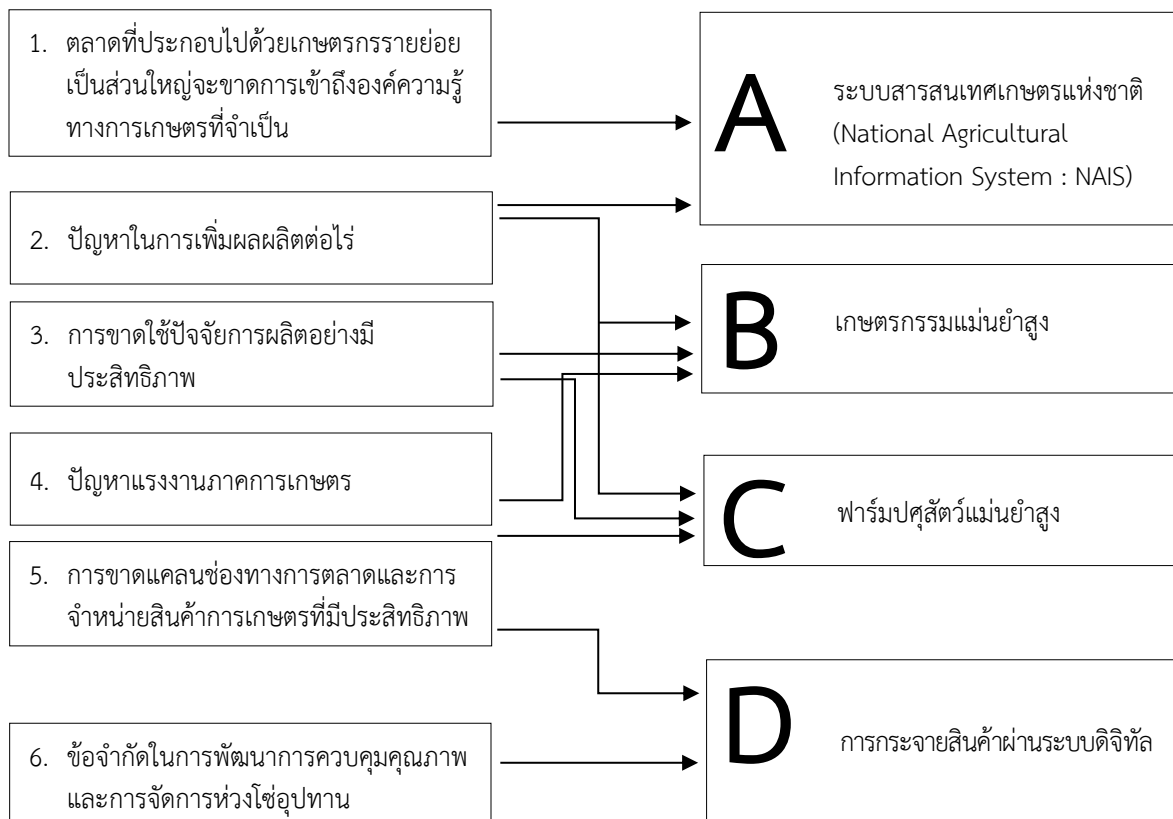 1. ตลาดที่ประกอบไปด้วยเกษตรกรรายย่อย
เป็นส่วนใหญ่จะขาดการเข้าถึงองค์ความรู้
ทางการเกษตรที่จำเป็น
2. ปัญหาในการเพิ่มผลผลิตต่อไร่
3. การขาดใช้ปัจจัยการผลิตอย่างมี
ประสิทธิภาพ
4. ปัญหาแรงงานภาคการเกษตร
5. การขาดแคลนช่องทางการตลาดและการ
จำหน่ายสินค้าการเกษตรที่มีประสิทธิภาพ
6. ข้อจำกัดในการพัฒนาการควบคุมคุณภาพ
และการจัดการห่วงโซ่อุปทาน
A
ระบบสารสนเทศเกษตรแห่งชาติ
(National Agricultural
Information System : NAIS)
B
เกษตรกรรมแม่นยำสูง
C
ฟาร์มปศุสัตว์แม่นยำสูง
D
การกระจายสินค้าผ่านระบบดิจิทัล